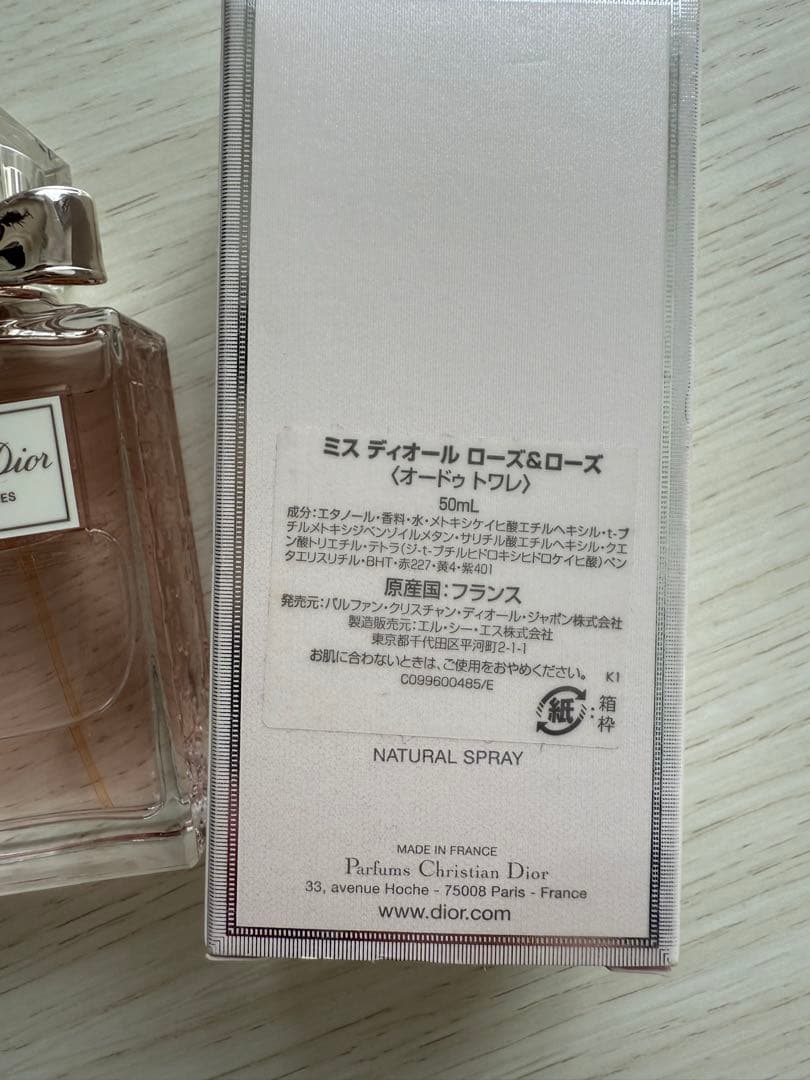 Dior
ES
ミス ディオール ローズ&ローズ
〈オードゥ トワレ〉
50mL
成分:エタノール・香料・水・メトキシケイヒ酸エチルヘキシル・t-ブ
チルメトキシジベンゾイルメタン・サリチル酸エチルヘキシル・クエ
ン酸トリエチル・テトラ(ジ-t-ブチルヒドロキシヒドロケイヒ酸)ペン
タエリスリチル・BHT・赤227・黄4・紫401
原産国:フランス
発売元:パルファン・クリスチャン・ディオール・ジャポン株式会社
製造販売元:エル・シー・エス株式会社
東京都千代田区平河町2-1-1
お肌に合わないときは、ご使用をおやめください。 K1
C099600485/E
紙:箱
枠
NATURAL SPRAY
MADE IN FRANCE
Parfums Christian Dior
33, avenue Hoche - 75008 Paris - France
www.dior.com